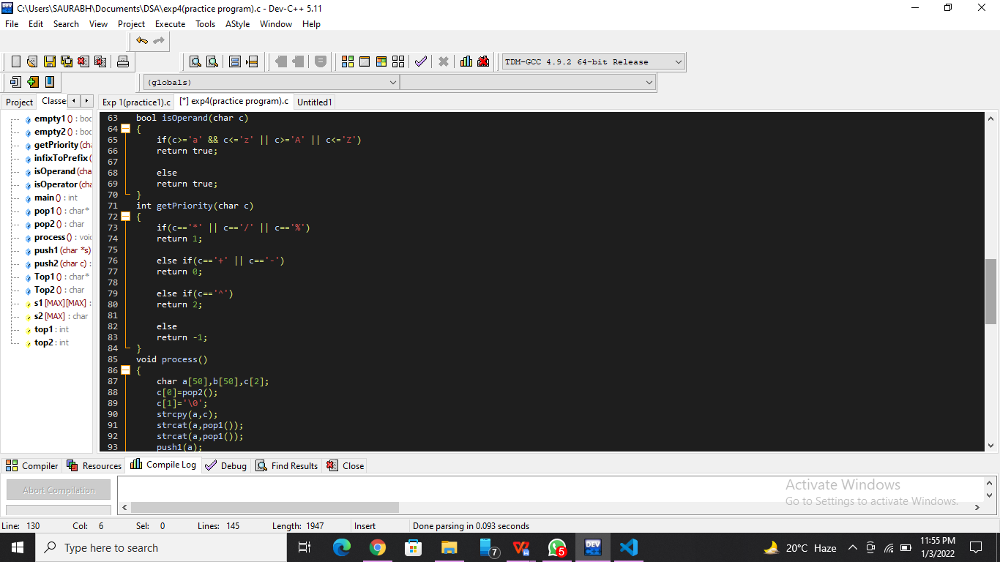 C:\Users\SAURABH\Documents\DSA\exp4(practice program).c - Dev-C++ 5.11
File Edit Search View Project Execute Tools AStyle Window Help
TDM-GCC 4.9.2 64-bit Release
(globals)
Project Classe Exp 1(practice1).c [*] exp4(practice program).c Untitled1
empty1 () : boo
empty2 () : boo
getPriority (cha
infixToPrefix (
isOperand (cha
isOperator (cha
main () : int
pop1 () : char*
pop2 () : char
process () : void
push1 (char *s)
push2 (char c) :
Top1 () : char*
Top2 () : char
s1 [MAX][MAX] :
s2 [MAX] : char
top1 : int
top2 : int
63 bool isOperand(char c)
64 {
65 if(c>='a' && c<='z' || c>='A' || c<='Z')
66 return true;
67
68 else
69 return true;
70 }
71 int getPriority(char c)
72 {
73 if(c=='*' || c=='/' || c=='%')
74 return 1;
75
76 else if(c=='+' || c=='-')
77 return 0;
78
79 else if(c=='^')
80 return 2;
81
82 else
83 return -1;
84 }
85 void process()
86 {
87 char a[50],b[50],c[2];
88 c[0]=pop2();
89 c[1]='\0';
90 strcpy(a,c);
91 strcat(a,pop1());
92 strcat(a,pop1());
93 push1(a);
Compiler Resources Compile Log Debug Find Results Close
Abort Compilation
Activate Windows
Go to Settings to activate Windows.
Line: 130 Col: 6 Sel: 0 Lines: 145 Length: 1947 Insert Done parsing in 0.093 seconds
Type here to search
7
5
DEV
20°C Haze
11:55 PM
1/3/2022